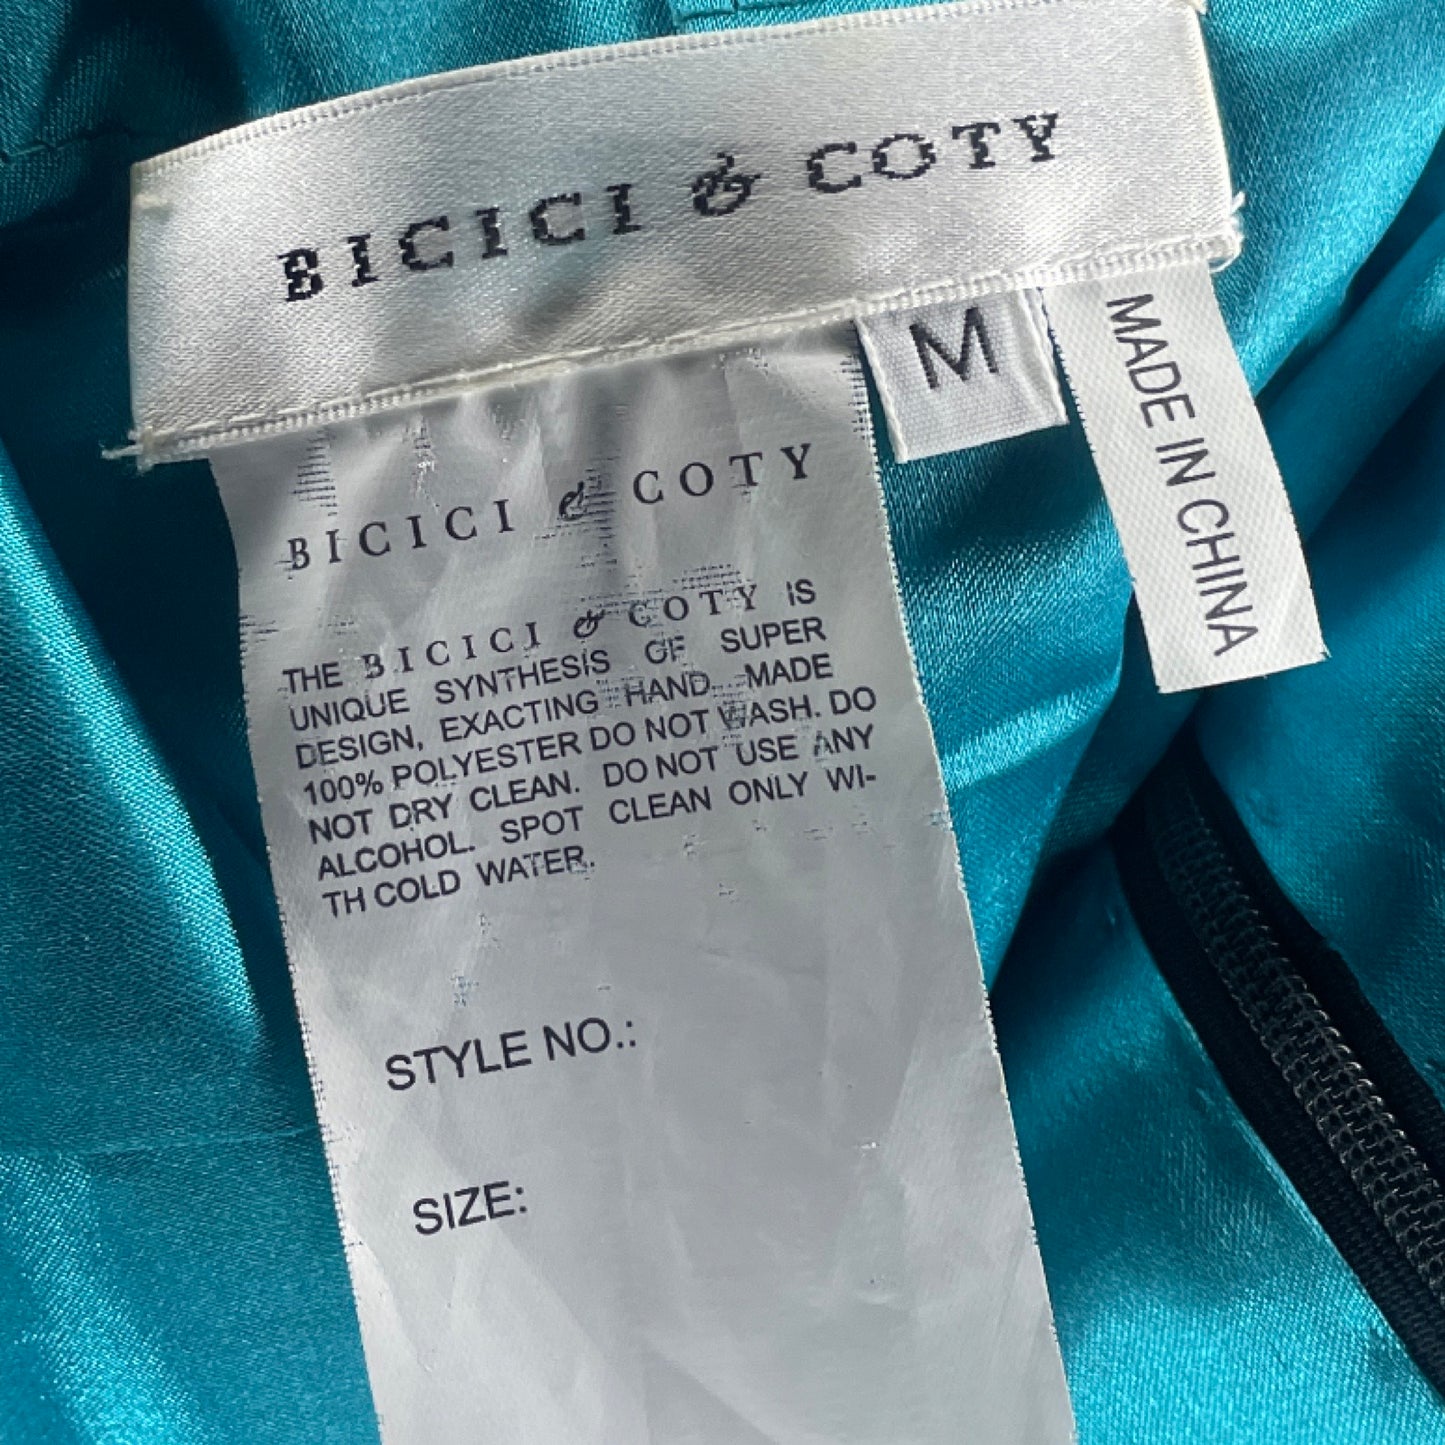 BICICI & COTY
M
MADE IN CHINA
BICICI & COTY
THE BICICI & COTY IS
UNIQUE SYNTHESIS OF SUPER
DESIGN, EXACTING HAND MADE
100% POLYESTER DO NOT WASH. DO
NOT DRY CLEAN. DO NOT USE ANY
ALCOHOL. SPOT CLEAN ONLY WI-
TH COLD WATER.
STYLE NO.:
SIZE: